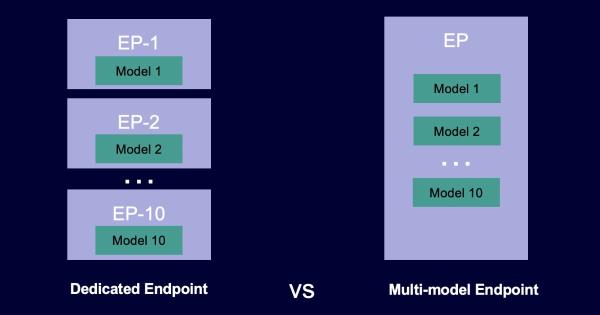 EP-1
Model 1
EP-2
Model 2
...
EP-10
Model 10
Dedicated Endpoint
VS
EP
Model 1
Model 2
...
Model 10
Multi-model Endpoint